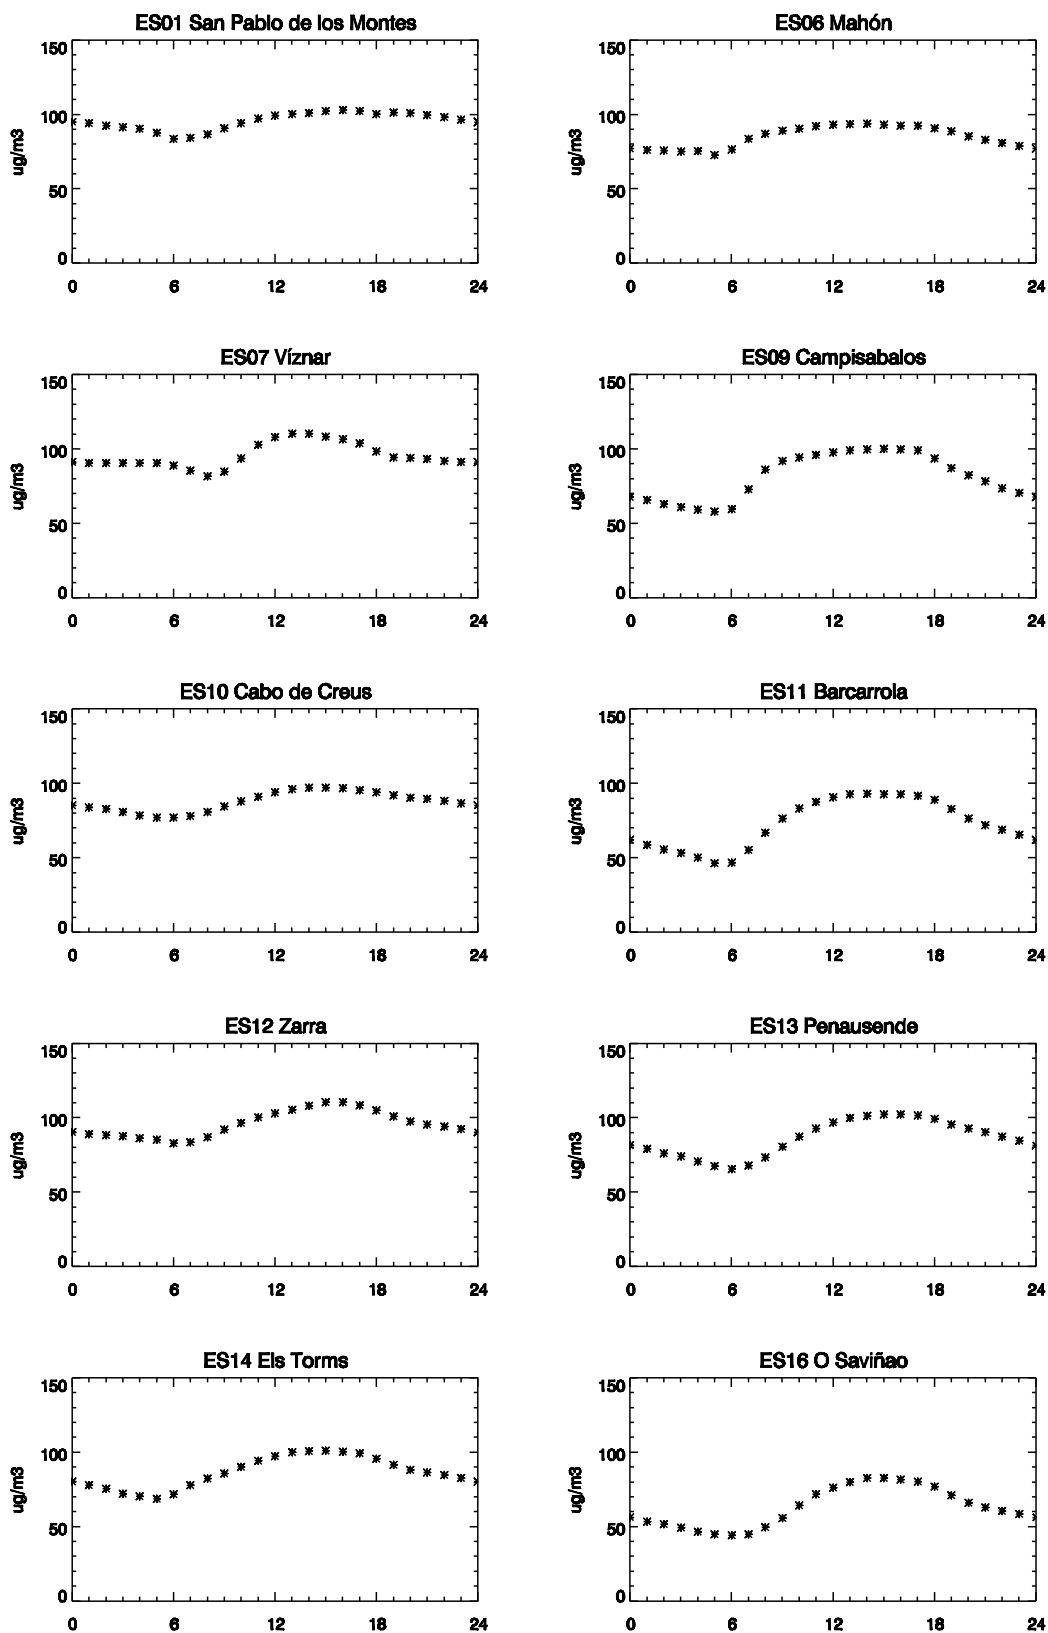 ES01 San Pablo de los Montes
150
100
50
0
ug/m3
0 6 12 18 24
ES06 Mahón
150
100
50
0
ug/m3
0 6 12 18 24
ES07 Víznar
150
100
50
0
ug/m3
0 6 12 18 24
ES09 Campisabalos
150
100
50
0
ug/m3
0 6 12 18 24
ES10 Cabo de Creus
150
100
50
0
ug/m3
0 6 12 18 24
ES11 Barcarrola
150
100
50
0
ug/m3
0 6 12 18 24
ES12 Zarra
150
100
50
0
ug/m3
0 6 12 18 24
ES13 Penausende
150
100
50
0
ug/m3
0 6 12 18 24
ES14 Els Torms
150
100
50
0
ug/m3
0 6 12 18 24
ES16 O Saviñao
150
100
50
0
ug/m3
0 6 12 18 24